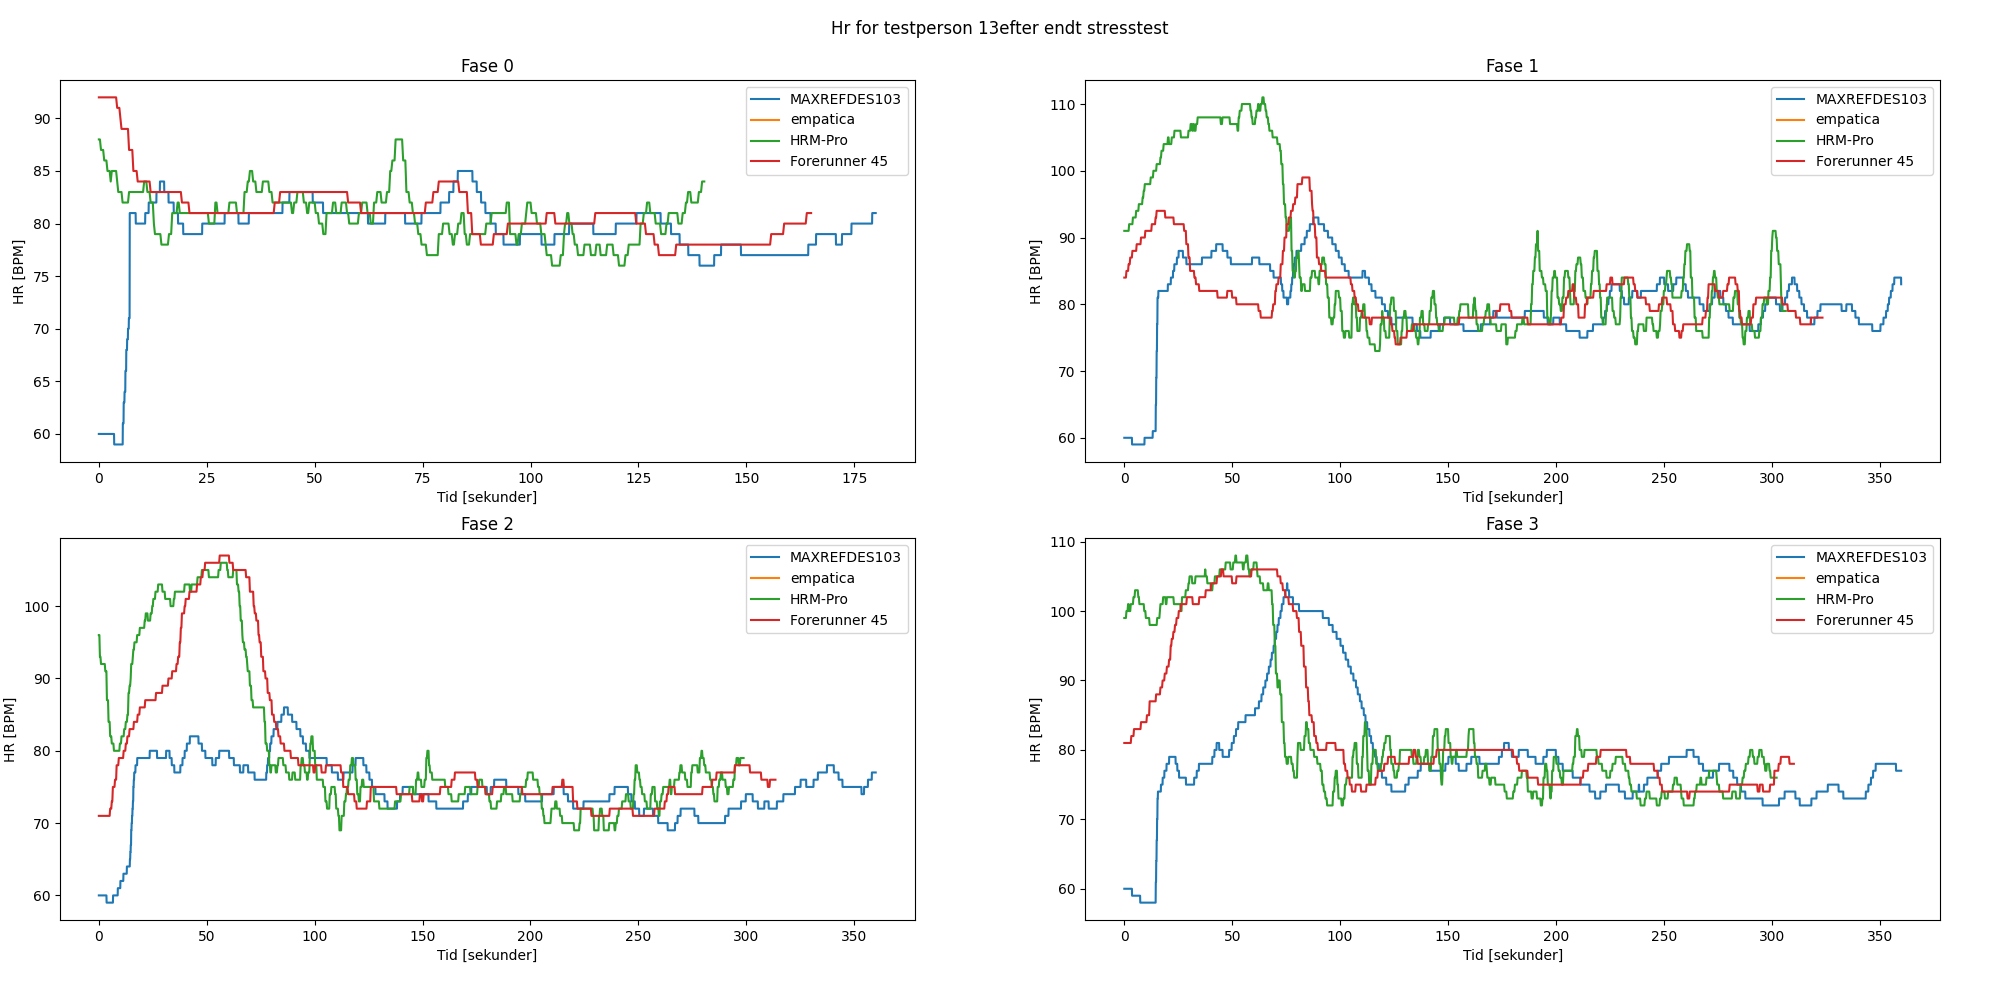 Hr for testperson 13efter endt stresstest
Fase 0
HR [BPM]
90
85
80
75
70
65
60
MAXREFDES103
empatica
HRM-Pro
Forerunner 45
0 25 50 75 100 125 150 175
Tid [sekunder]
Fase 1
HR [BPM]
110
100
90
80
70
60
MAXREFDES103
empatica
HRM-Pro
Forerunner 45
0 50 100 150 200 250 300 350
Tid [sekunder]
Fase 2
HR [BPM]
100
90
80
70
60
MAXREFDES103
empatica
HRM-Pro
Forerunner 45
0 50 100 150 200 250 300 350
Tid [sekunder]
Fase 3
HR [BPM]
110
100
90
80
70
60
MAXREFDES103
empatica
HRM-Pro
Forerunner 45
0 50 100 150 200 250 300 350
Tid [sekunder]